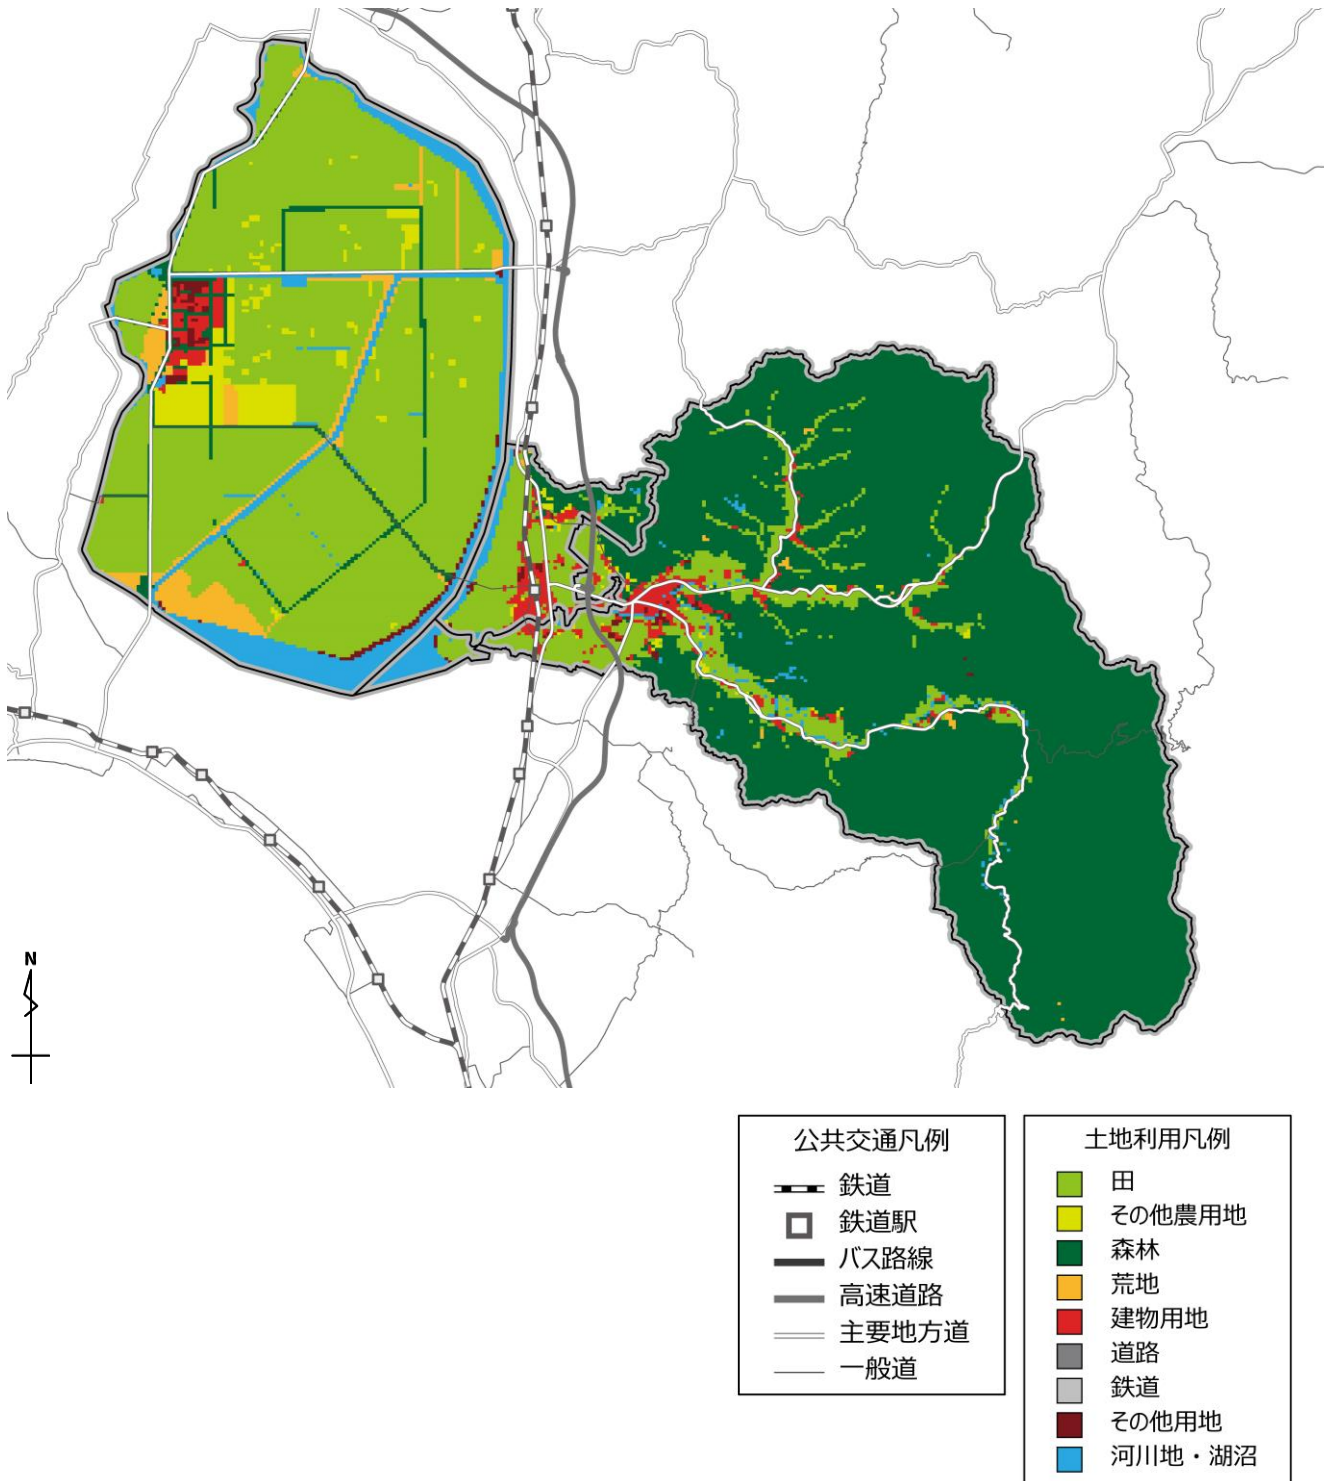 N
公共交通凡例
鉄道
鉄道駅
バス路線
高速道路
主要地方道
一般道
土地利用凡例
田
その他農用地
森林
荒地
建物用地
道路
鉄道
その他用地
河川地・湖沼